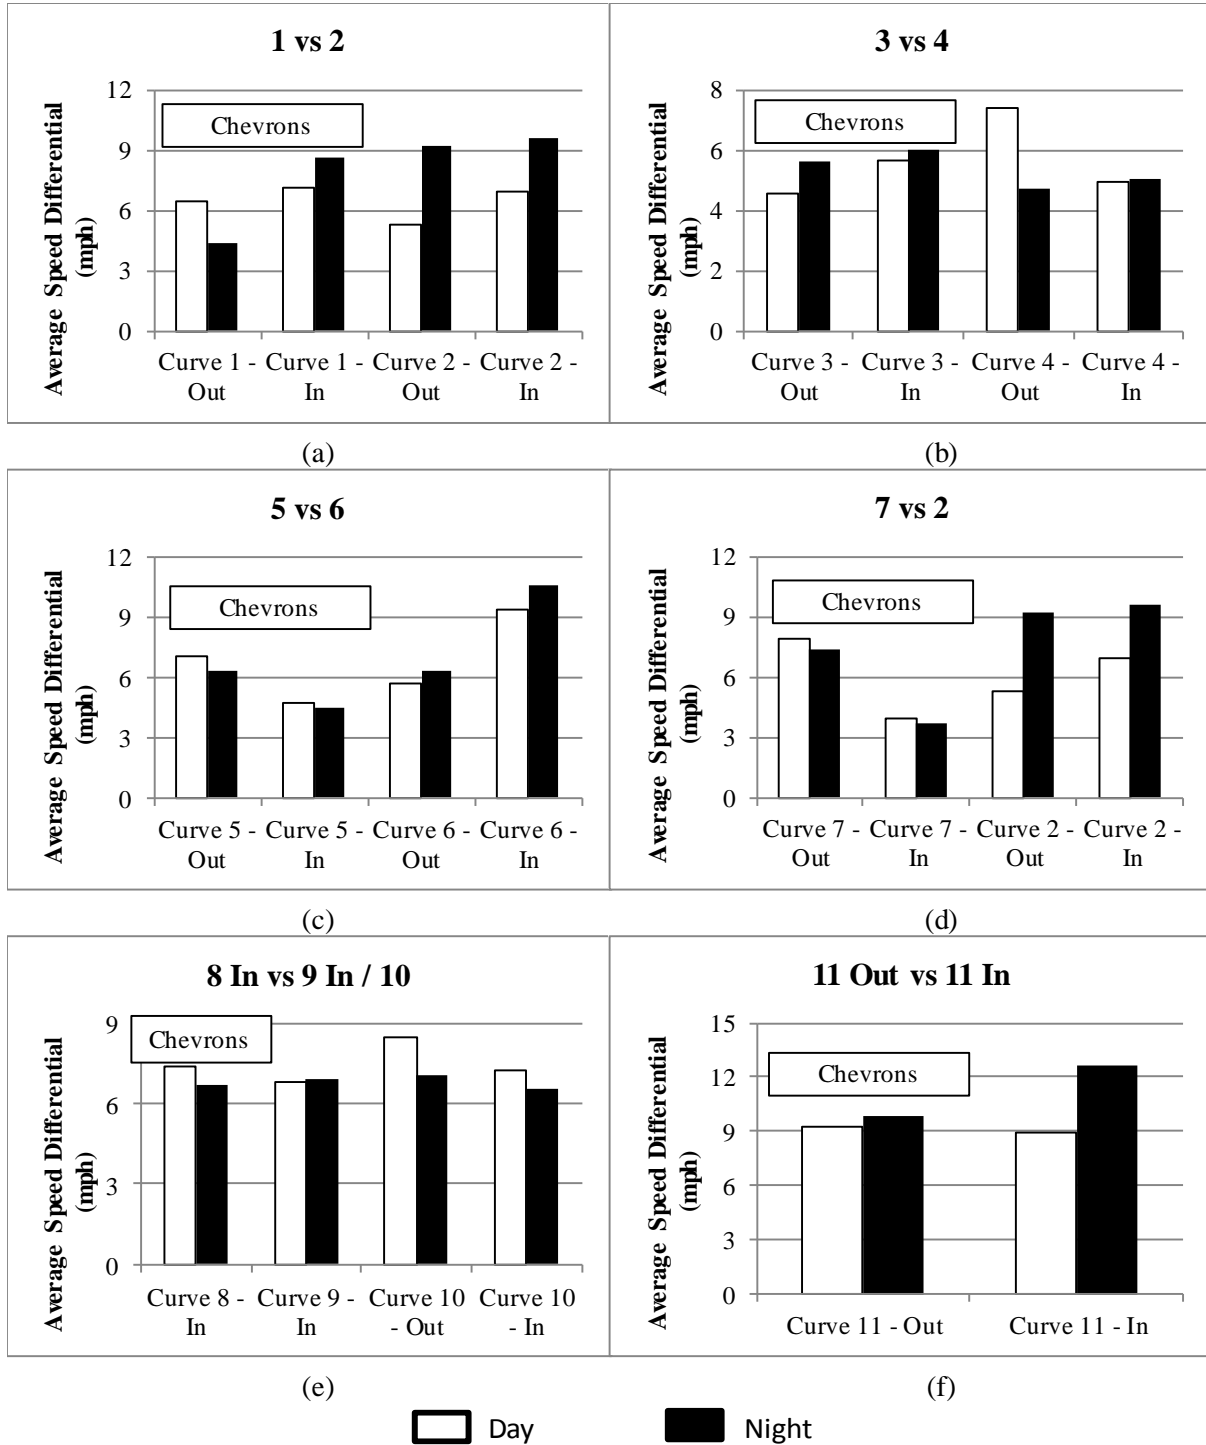 1 vs 2
Average Speed Differential
(mph)
12
9
6
3
0
Chevrons
Curve 1 - Curve 1 - Curve 2 - Curve 2 -
Out In Out In
(a)
3 vs 4
Average Speed Differential
(mph)
8
6
4
2
0
Chevrons
Curve 3 - Curve 3 - Curve 4 - Curve 4 -
Out In Out In
(b)
5 vs 6
Average Speed Differential
(mph)
12
9
6
3
0
Chevrons
Curve 5 - Curve 5 - Curve 6 - Curve 6 -
Out In Out In
(c)
7 vs 2
Average Speed Differential
(mph)
12
9
6
3
0
Chevrons
Curve 7 - Curve 7 - Curve 2 - Curve 2 -
Out In Out In
(d)
8 In vs 9 In / 10
Average Speed Differential
(mph)
9
6
3
0
Chevrons
Curve 8 - Curve 9 - Curve 10 Curve 10
In In - Out - In
(e)
11 Out vs 11 In
Average Speed Differential
(mph)
15
12
9
6
3
0
Chevrons
Curve 11 - Out Curve 11 - In
(f)
Day Night